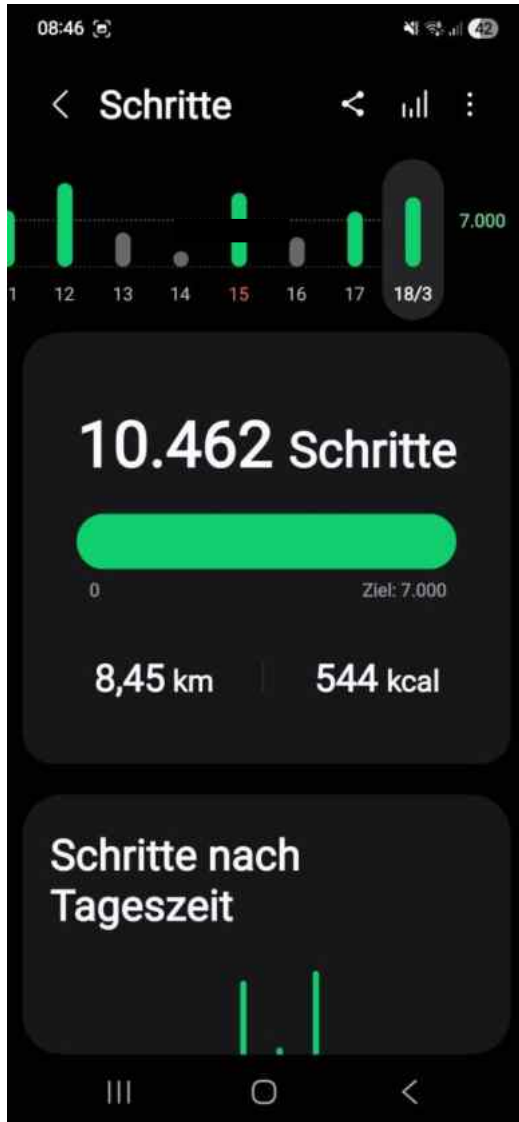 08:46
42
Schritte
7.000
1 12 13 14 15 16 17 18/3
10.462 Schritte
0 Ziel: 7.000
8,45 km 544 kcal
Schritte nach
Tageszeit